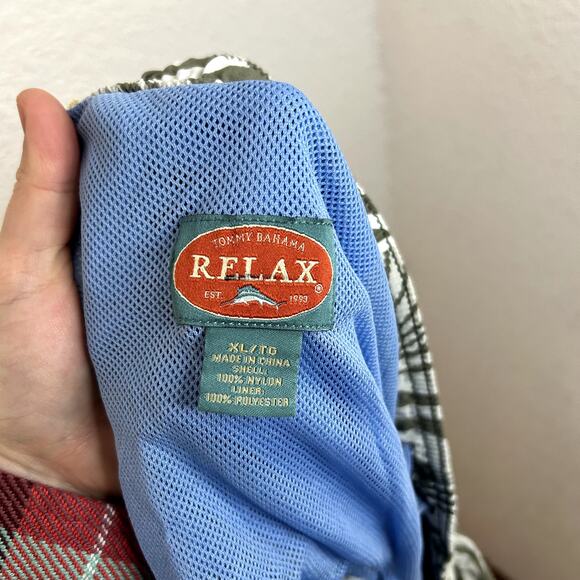 TOMMY BAHAMA
RELAX®
EST. 1993
XL/TG
MADE IN CHINA
SHELL:
100% NYLON
LINER:
100% POLYESTER